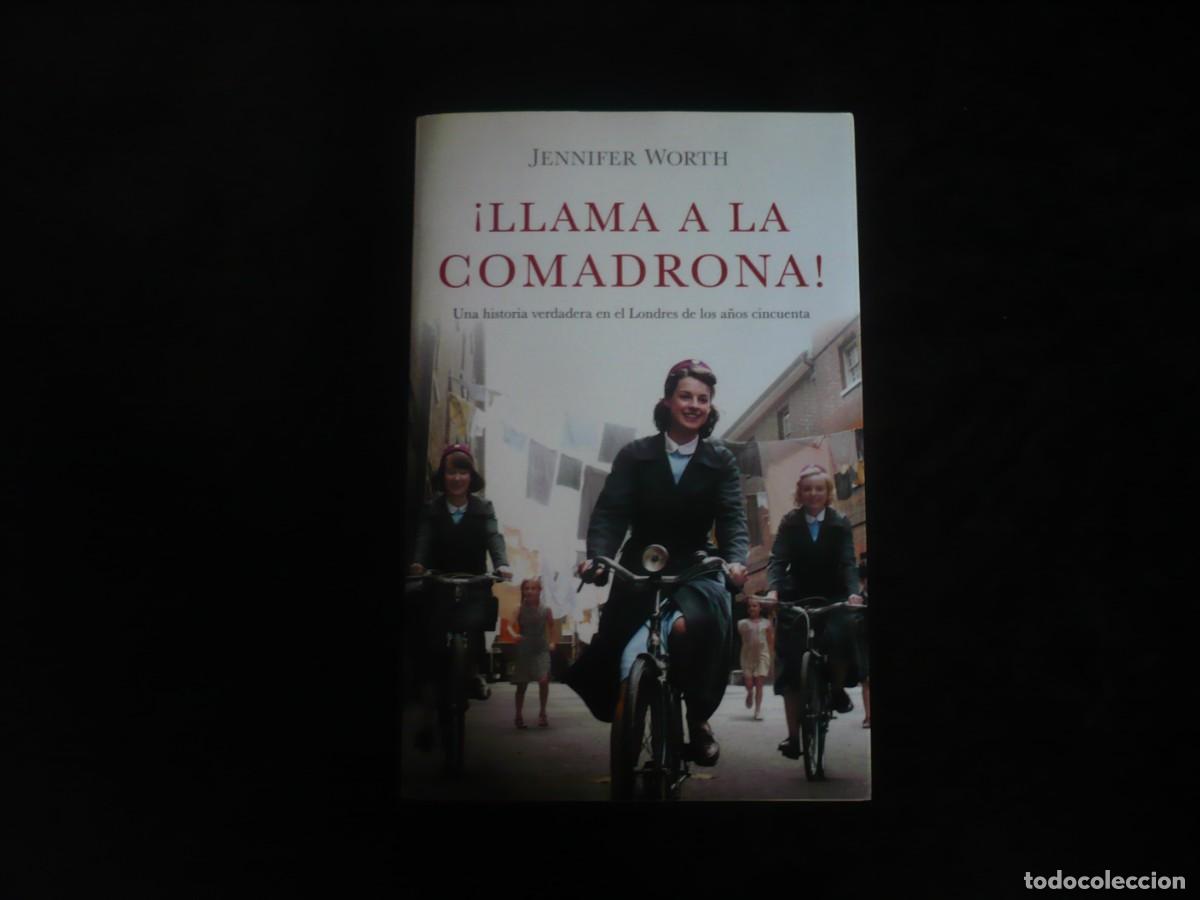 JENNIFER WORTH
¡LLAMA A LA
COMADRONA!
Una historia verdadera en el Londres de los años cincuenta
todocoleccion